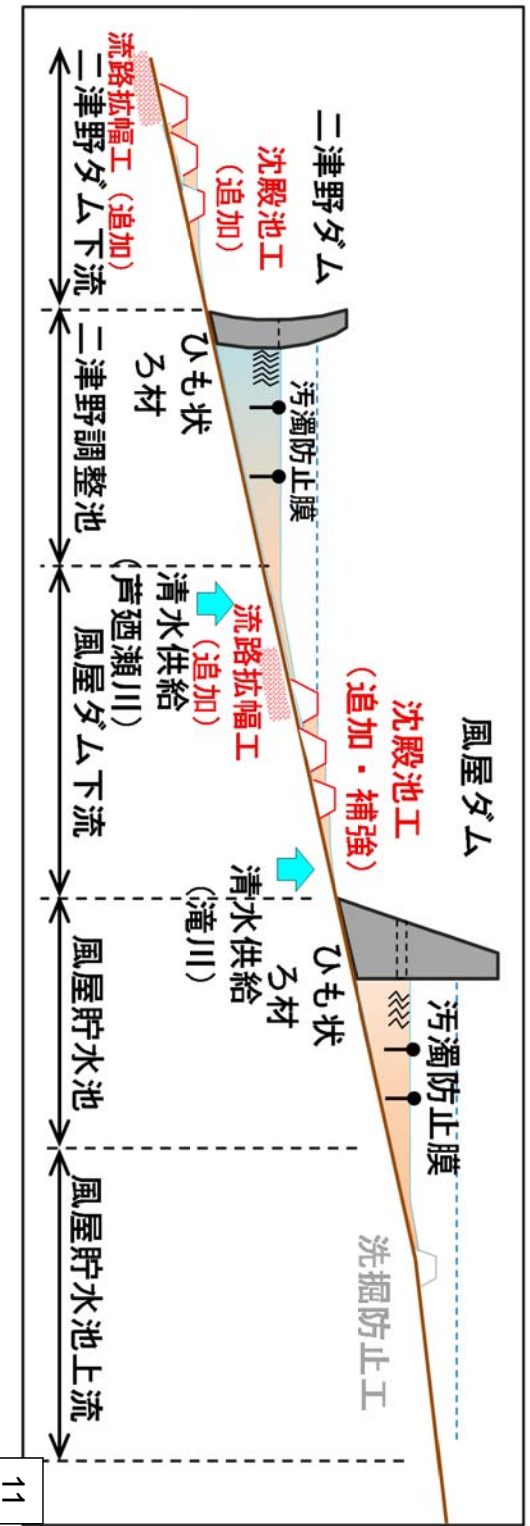 二津野ダム
沈殿池工
（追加）
流路拡幅工（追加）
二津野ダム下流
汚濁防止膜
ひも状
ろ材
二津野調整池
風屋ダム
沈殿池工
（追加・補強）
流路拡幅工
（追加）
清水供給
（芦廼瀬川）
風屋ダム下流
清水供給
（滝川）
汚濁防止膜
ひも状
ろ材
風屋貯水池
洗掘防止工
風屋貯水池上流
11